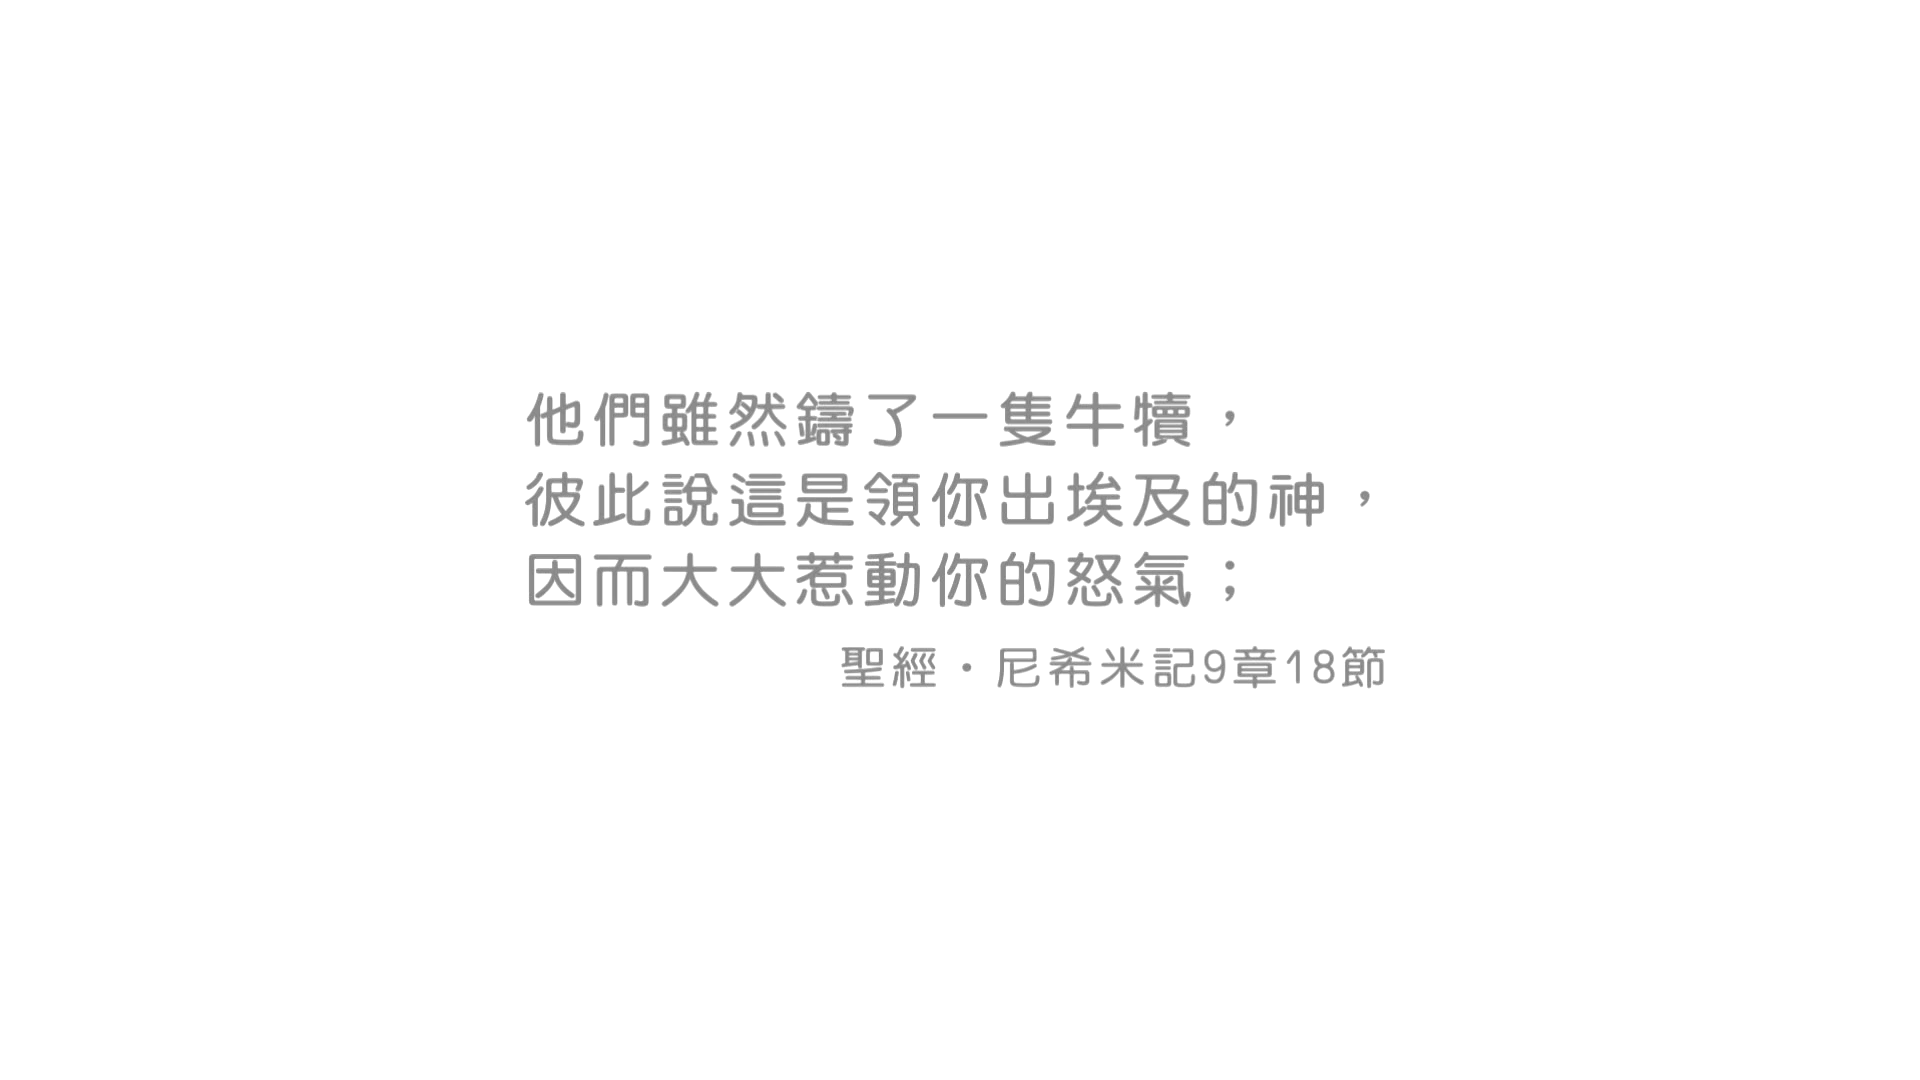 他們雖然鑄了一隻牛犢，
彼此說這是領你出埃及的神，
因而大大惹動你的怒氣；
聖經・尼希米記9章18節